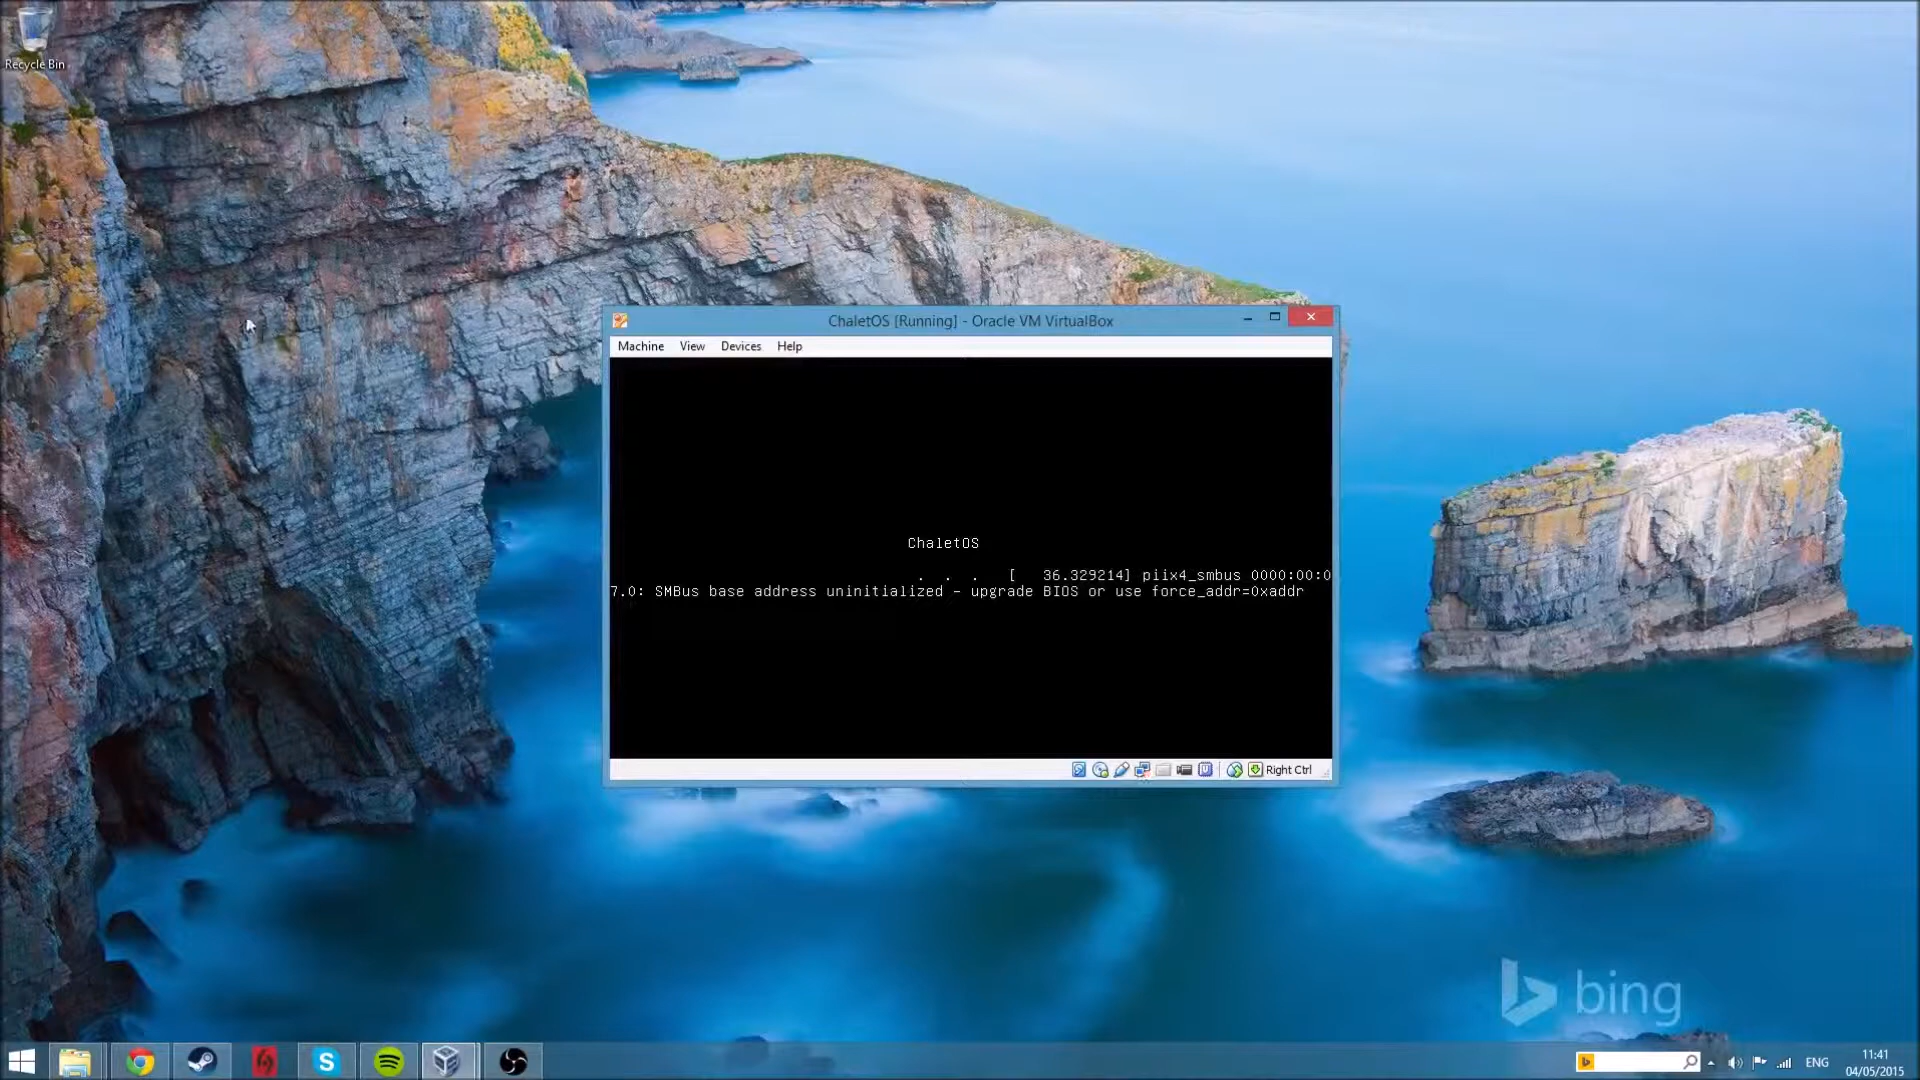 Recycle Bin
ChaletOS [Running] - Oracle VM VirtualBox
Machine View Devices Help
ChaletOS
. . . [ 36.329214] piix4_smbus 0000:00:0
7.0: SMBus base address uninitialized - upgrade BIOS or use force_addr=0xaddr
Right Ctrl
bing
ENG
11:41
04/05/2015